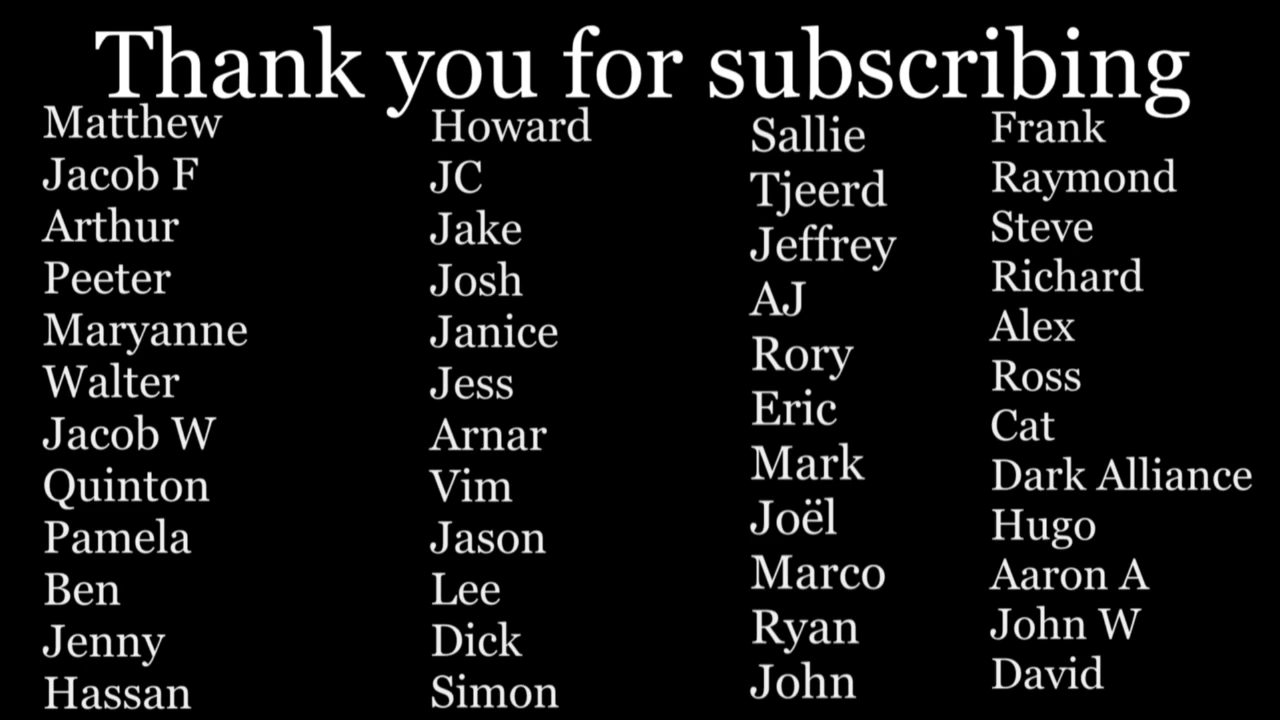 Thank you for subscribing
Matthew
Jacob F
Arthur
Peeter
Maryanne
Walter
Jacob W
Quinton
Pamela
Ben
Jenny
Hassan
Howard
JC
Jake
Josh
Janice
Jess
Arnar
Vim
Jason
Lee
Dick
Simon
Sallie
Tjeerd
Jeffrey
AJ
Rory
Eric
Mark
Joël
Marco
Ryan
John
Frank
Raymond
Steve
Richard
Alex
Ross
Cat
Dark Alliance
Hugo
Aaron A
John W
David